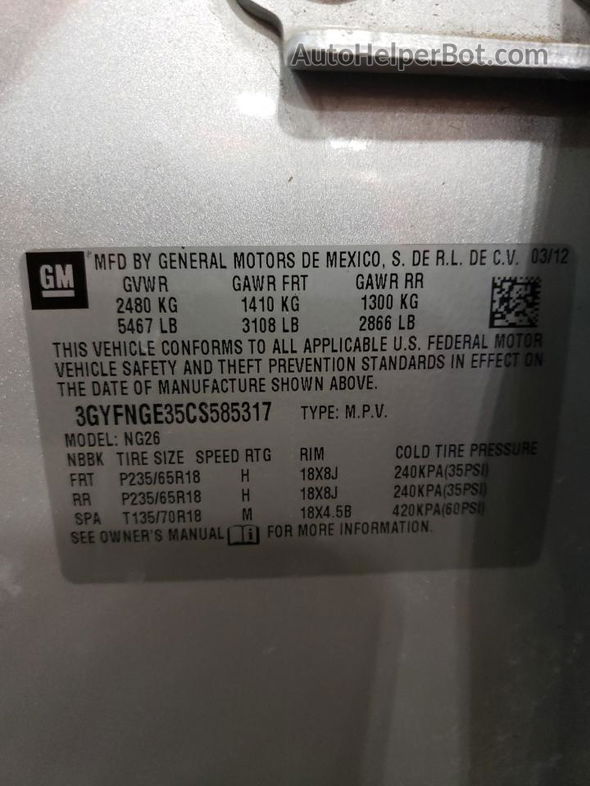 AutoHelperBot.com
GM MFD BY GENERAL MOTORS DE MEXICO, S. DE R.L. DE C.V. 03/12
GVWR GAWR FRT GAWR RR
2480 KG 1410 KG 1300 KG
5467 LB 3108 LB 2866 LB
THIS VEHICLE CONFORMS TO ALL APPLICABLE U.S. FEDERAL MOTOR
VEHICLE SAFETY AND THEFT PREVENTION STANDARDS IN EFFECT ON
THE DATE OF MANUFACTURE SHOWN ABOVE.
3GYFNGE35CS585317 TYPE: M.P.V.
MODEL: NG26
NBBK TIRE SIZE SPEED RTG RIM COLD TIRE PRESSURE
FRT P235/65R18 H 18X8J 240KPA(35PSI)
RR P235/65R18 H 18X8J 240KPA(35PSI)
SPA T135/70R18 M 18X4.5B 420KPA(60PSI)
SEE OWNER'S MANUAL FOR MORE INFORMATION.